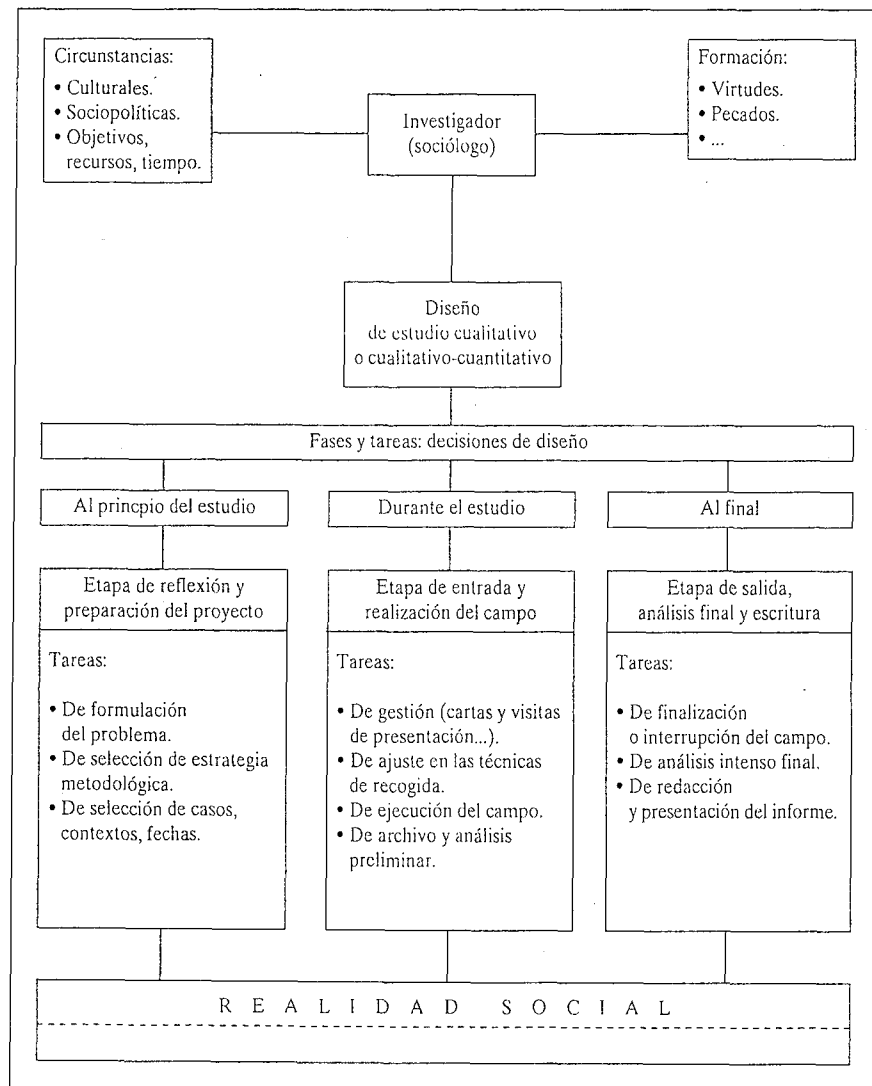 Circunstancias:
• Culturales.
• Sociopolíticas.
• Objetivos,
recursos, tiempo.
Investigador
(sociólogo)
Formación:
• Virtudes.
• Pecados.
• ...
Diseño
de estudio cualitativo
o cualitativo-cuantitativo
Fases y tareas: decisiones de diseño
Al princpio del estudio
Etapa de reflexión y
preparación del proyecto
Tareas:
• De formulación
del problema.
• De selección de estrategia
metodológica.
• De selección de casos,
contextos, fechas.
Durante el estudio
Etapa de entrada y
realización del campo
Tareas:
• De gestión (cartas y visitas
de presentación...).
• De ajuste en las técnicas
de recogida.
• De ejecución del campo.
• De archivo y análisis
preliminar.
Al final
Etapa de salida,
análisis final y escritura
Tareas:
• De finalización
o interrupción del campo.
• De análisis intenso final.
• De redacción
y presentación del informe.
REALIDAD SOCIAL